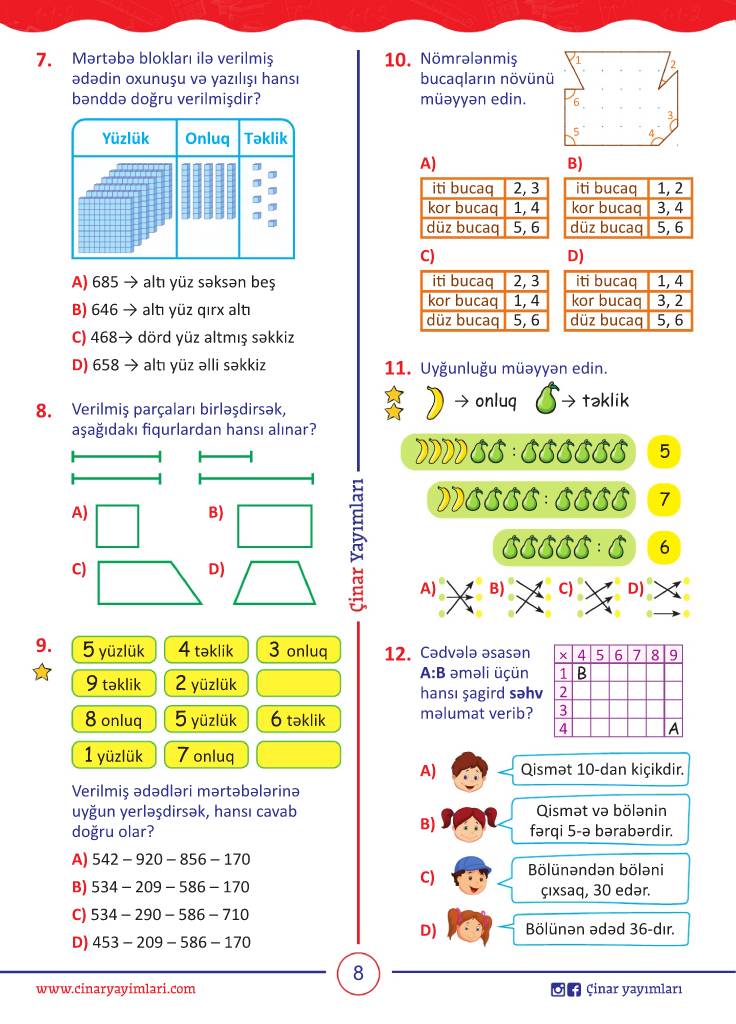 7. Mərtəbə blokları ilə verilmiş
ədədin oxunuşu və yazılışı hansı
bənddə doğru verilmişdir?
Yüzlük Onluq Təklik
A) 685 → altı yüz səksən beş
B) 646 → altı yüz qırx altı
C) 468→ dörd yüz altmış səkkiz
D) 658 → altı yüz əlli səkkiz
8. Verilmiş parçaları birləşdirsək,
aşağıdakı fiqurlardan hansı alınar?
A) B)
C) D)
9. 5 yüzlük 4 təklik 3 onluq
9 təklik 2 yüzlük
8 onluq 5 yüzlük 6 təklik
1 yüzlük 7 onluq
Verilmiş ədədləri mərtəbələrinə
uyğun yerləşdirsək, hansı cavab
doğru olar?
A) 542 – 920 – 856 – 170
B) 534 – 209 – 586 – 170
C) 534 – 290 – 586 – 710
D) 453 – 209 – 586 – 170
Çinar Yayımları
10. Nömrələnmiş
bucaqların növünü
müəyyən edin.
1 2
6
3
5 4
A) B)
iti bucaq 2, 3 iti bucaq 1, 2
kor bucaq 1, 4 kor bucaq 3, 4
düz bucaq 5, 6 düz bucaq 5, 6
C) D)
iti bucaq 2, 3 iti bucaq 1, 4
kor bucaq 1, 4 kor bucaq 3, 2
düz bucaq 5, 6 düz bucaq 5, 6
11. Uyğunluğu müəyyən edin.
→ onluq → təklik
: 5
: 7
: 6
A) B) C) D)
12. Cədvələ əsasən
A:B əməli üçün
hansı şagird səhv
məlumat verib?
× 4 5 6 7 8 9
1 B
2
3
4 A
A) Qismət 10-dan kiçikdir.
B) Qismət və bölənin
fərqi 5-ə bərabərdir.
C) Bölünəndən böləni
çıxsaq, 30 edər.
D) Bölünən ədəd 36-dır.
8
www.cinaryayimlari.com
Çinar yayımları